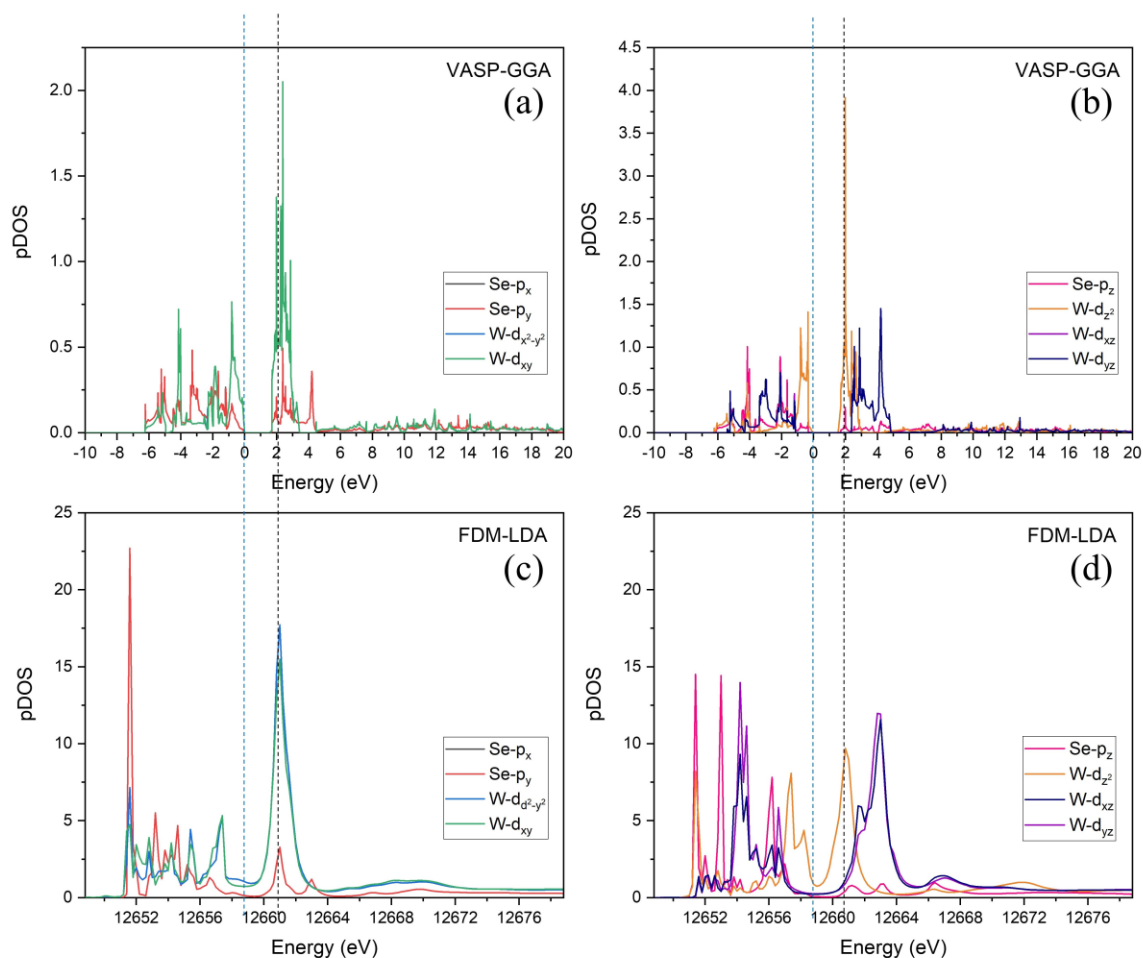 VASP-GGA
(a)
2.0
1.5
1.0
0.5
0.0
pDOS
Se-px
Se-py
W-dx²-y²
W-dxy
-10 -8 -6 -4 -2 0 2 4 6 8 10 12 14 16 18 20
Energy (eV)
VASP-GGA
(b)
4.5
4.0
3.5
3.0
2.5
2.0
1.5
1.0
0.5
0.0
pDOS
Se-pz
W-dz²
W-dxz
W-dyz
-10 -8 -6 -4 -2 0 2 4 6 8 10 12 14 16 18 20
Energy (eV)
FDM-LDA
(c)
25
20
15
10
5
0
pDOS
Se-px
Se-py
W-dd²-y²
W-dxy
12652 12656 12660 12664 12668 12672 12676
Energy (eV)
FDM-LDA
(d)
25
20
15
10
5
0
pDOS
Se-pz
W-dz²
W-dxz
W-dyz
12652 12656 12660 12664 12668 12672 12676
Energy (eV)